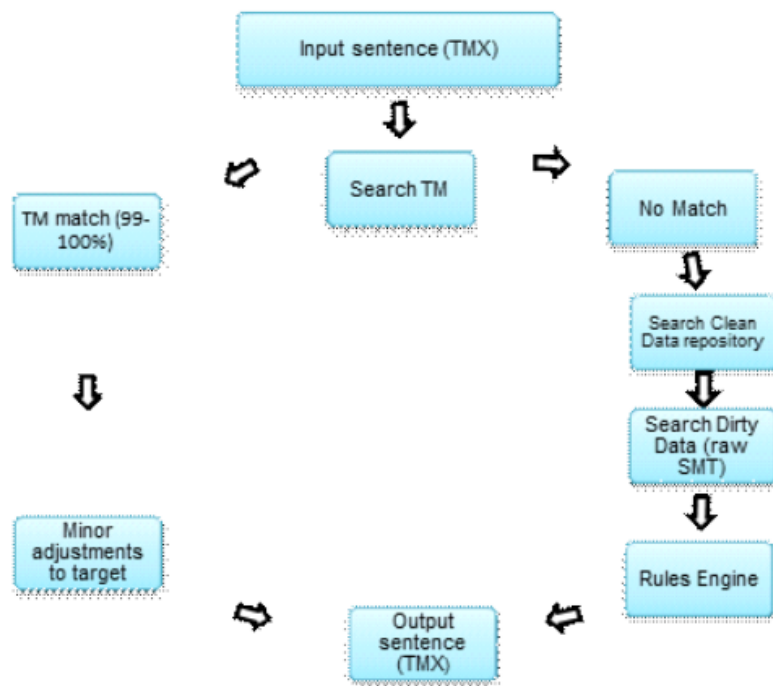 Input sentence (TMX)
Search TM
TM match (99-
100%)
No Match
Search Clean
Data repository
Search Dirty
Data (raw
SMT)
Minor
adjustments
to target
Rules Engine
Output
sentence
(TMX)